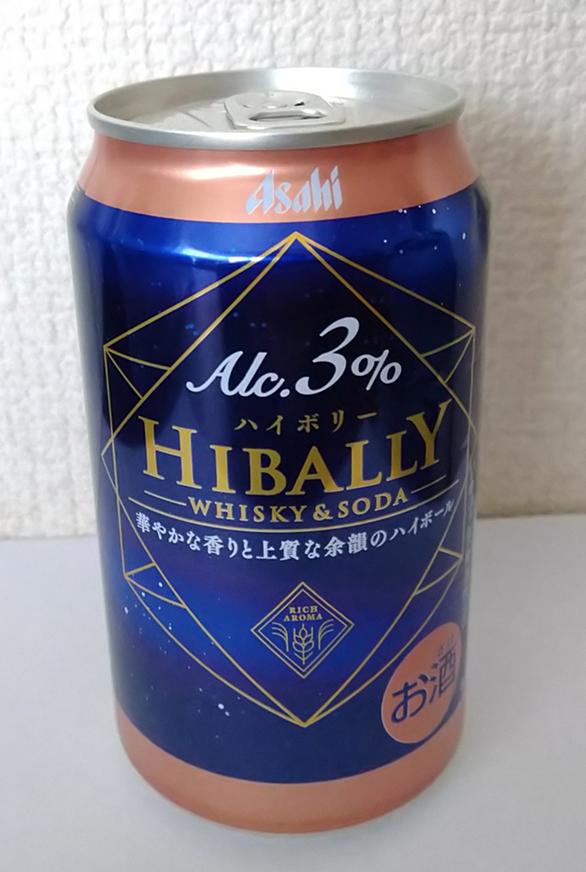 Asahi
Alc.3%
ハイボリー
HIBALLY
WHISKY & SODA
華やかな香りと上質な余韻のハイボール
RICH
AROMA
お酒